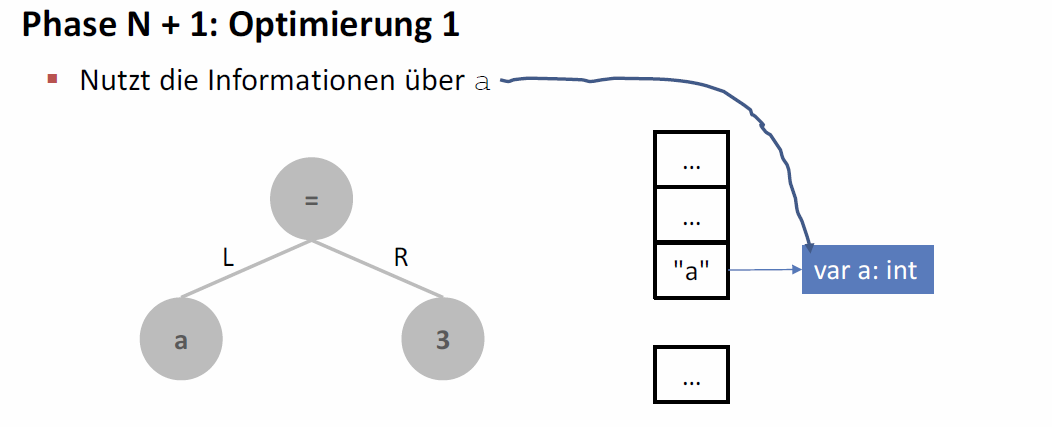 Phase N + 1: Optimierung 1
Nutzt die Informationen über a
...
=
...
L
R
"a"
var a: int
a
3
...